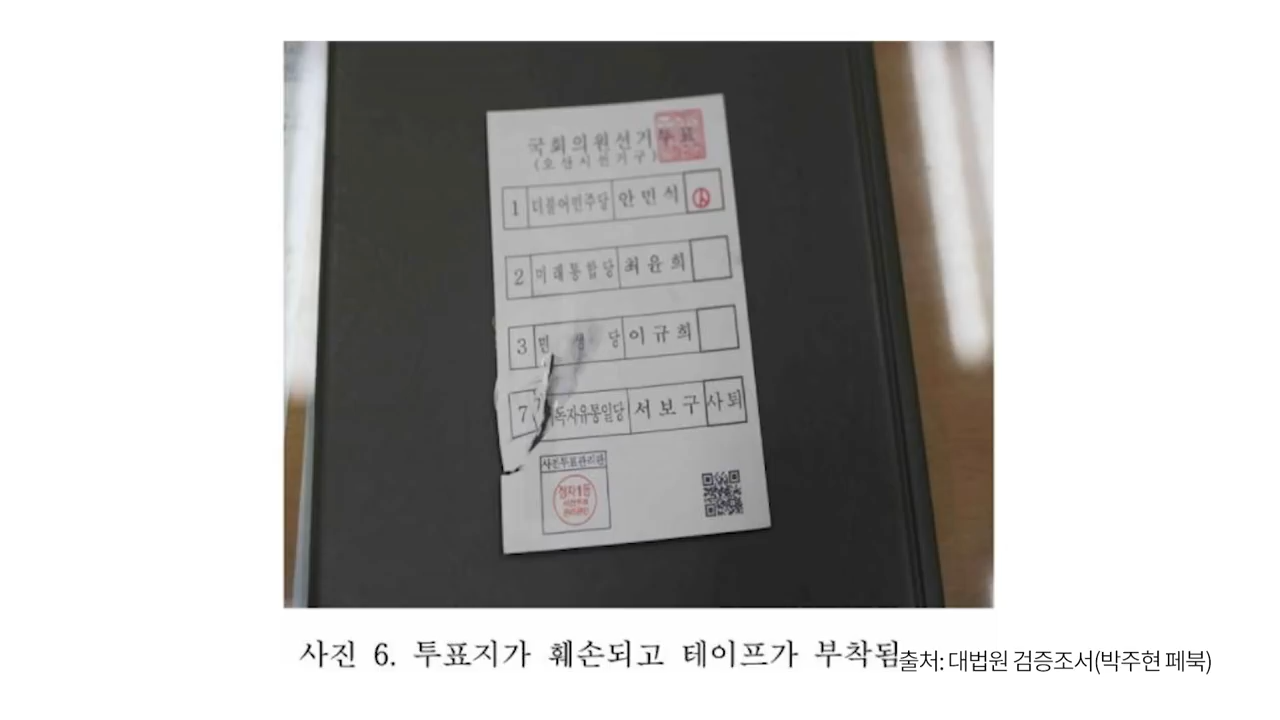 국회의원선거투표
(오산시선거구)
1 더불어민주당 안민석
2 미래통합당 최윤희
3 민생당 이규희
7 독자유통일당 서보구 사퇴
사전투표관리관
사진 6. 투표지가 훼손되고 테이프가 부착됨
출처: 대법원 검증조서(박주현 페북)